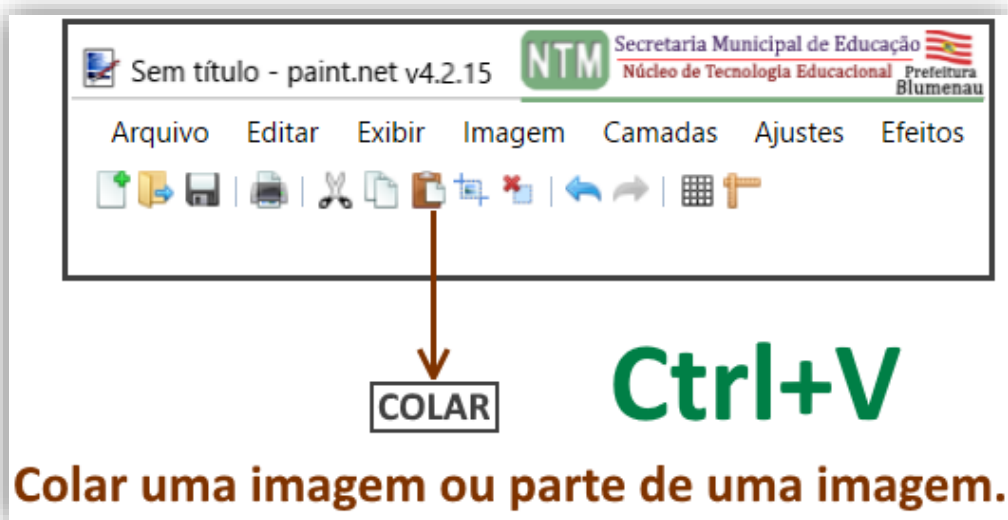 Sem título - paint.net v4.2.15
NTM
Secretaria Municipal de Educação
Núcleo de Tecnologia Educacional
Prefeitura
Blumenau
Arquivo Editar Exibir Imagem Camadas Ajustes Efeitos
COLAR
Ctrl+V
Colar uma imagem ou parte de uma imagem.